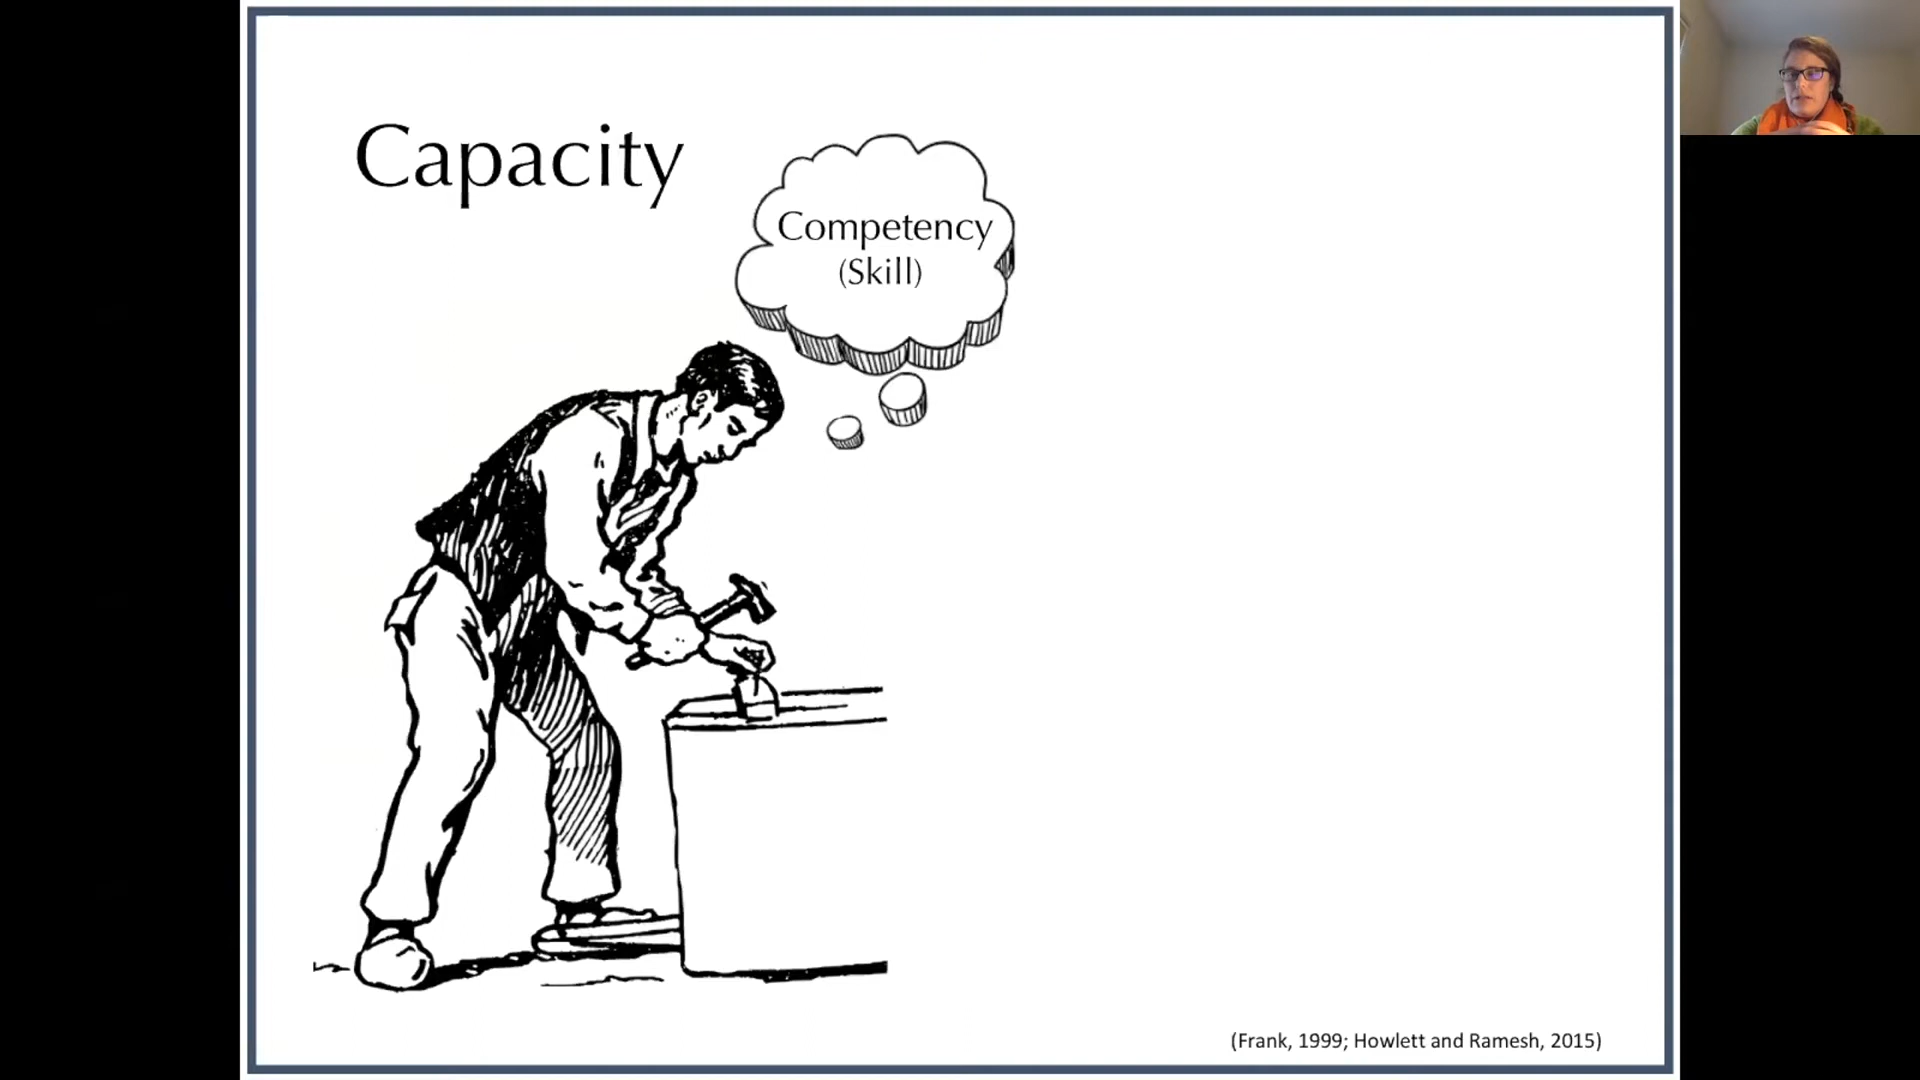 Capacity
Competency
(Skill)
(Frank, 1999; Howlett and Ramesh, 2015)